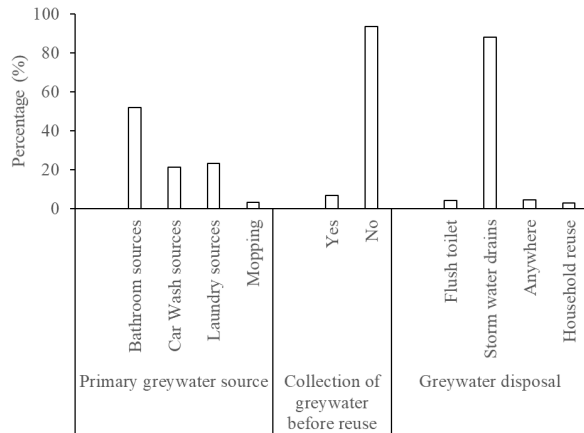 Percentage (%)
100
80
60
40
20
0
Bathroom sources
Car Wash sources
Laundry sources
Mopping
Yes
No
Flush toilet
Storm water drains
Anywhere
Household reuse
Primary greywater source
Collection of
greywater
before reuse
Greywater disposal